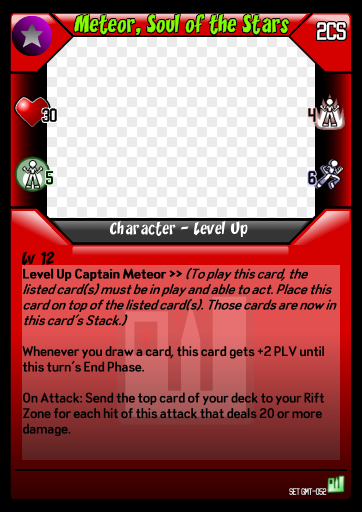 Meteor, Soul of the Stars
2CS
30
4
5
6
Character - Level Up
Lv 12
Level Up Captain Meteor >> (To play this card, the
listed card(s) must be in play and able to act. Place this
card on top of the listed card(s). Those cards are now in
this card's Stack.)
Whenever you draw a card, this card gets +2 PLV until
this turn's End Phase.
On Attack: Send the top card of your deck to your Rift
Zone for each hit of this attack that deals 20 or more
damage.
SET GMT-052